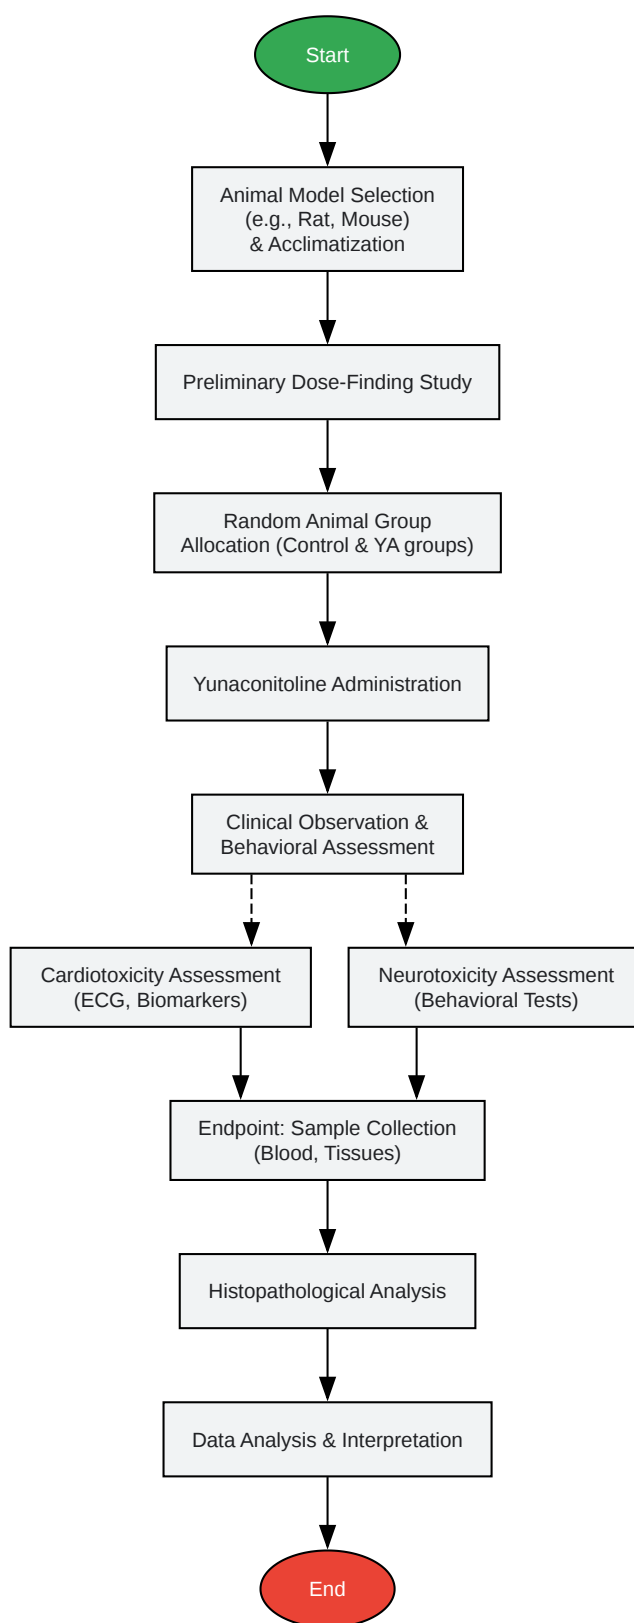 Start
Animal Model Selection
(e.g., Rat, Mouse)
& Acclimatization
Preliminary Dose-Finding Study
Random Animal Group
Allocation (Control & YA groups)
Yunaconitoline Administration
Clinical Observation &
Behavioral Assessment
Cardiotoxicity Assessment
(ECG, Biomarkers)
Neurotoxicity Assessment
(Behavioral Tests)
Endpoint: Sample Collection
(Blood, Tissues)
Histopathological Analysis
Data Analysis & Interpretation
End